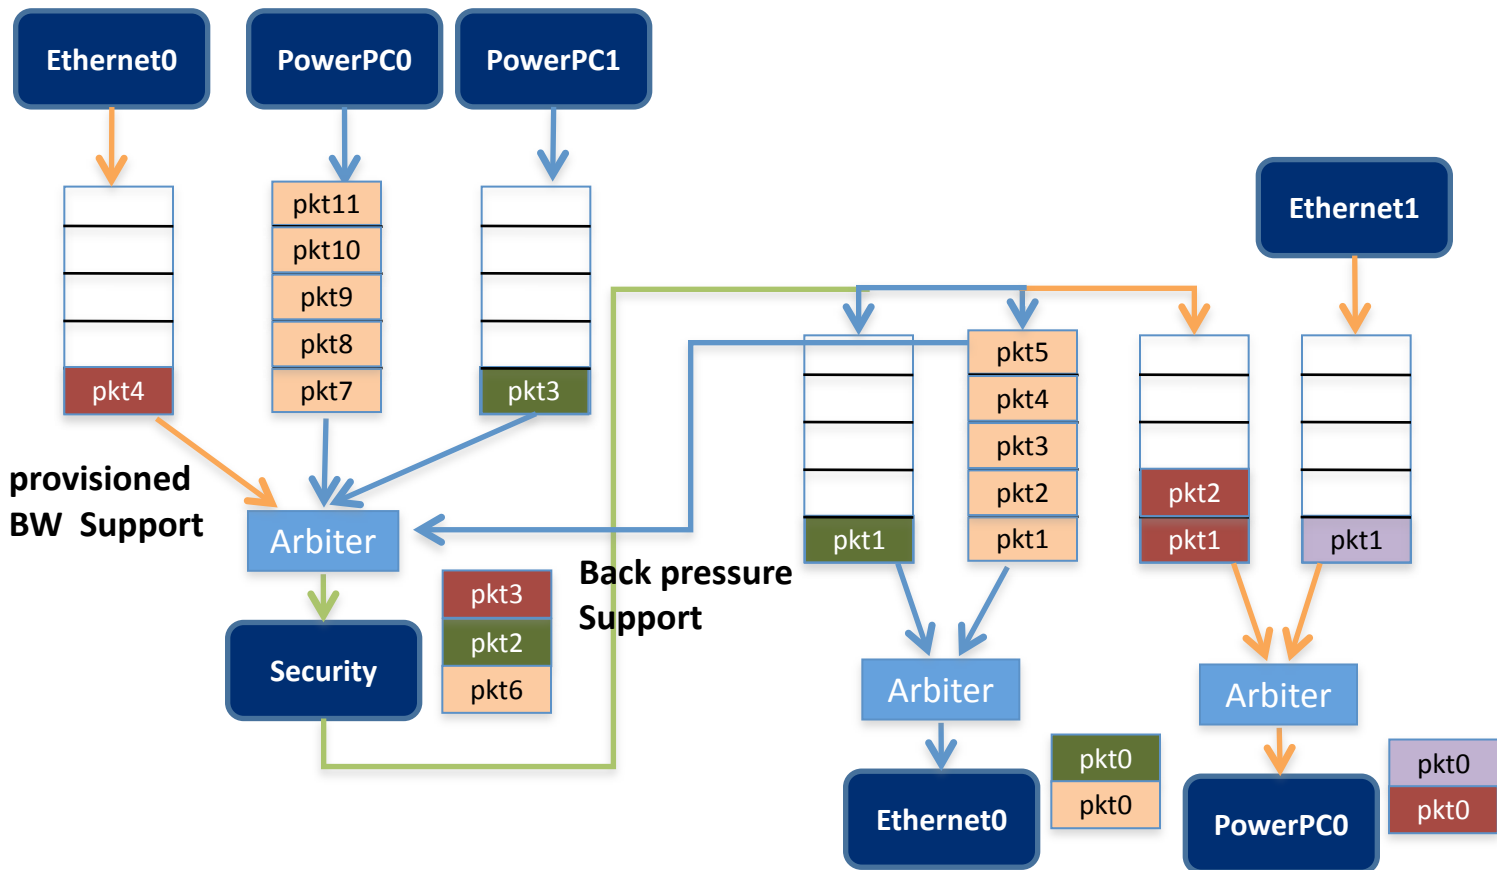 Ethernet0
PowerPC0
PowerPC1
Ethernet1
pkt11
pkt10
pkt9
pkt8
pkt4
pkt7
pkt3
provisioned
BW Support
Arbiter
pkt5
pkt4
pkt3
pkt2
pkt2
pkt1
pkt1
pkt1
pkt1
Back pressure
Support
pkt3
pkt2
pkt6
Security
Arbiter
Arbiter
pkt0
pkt0
Ethernet0
pkt0
pkt0
PowerPC0